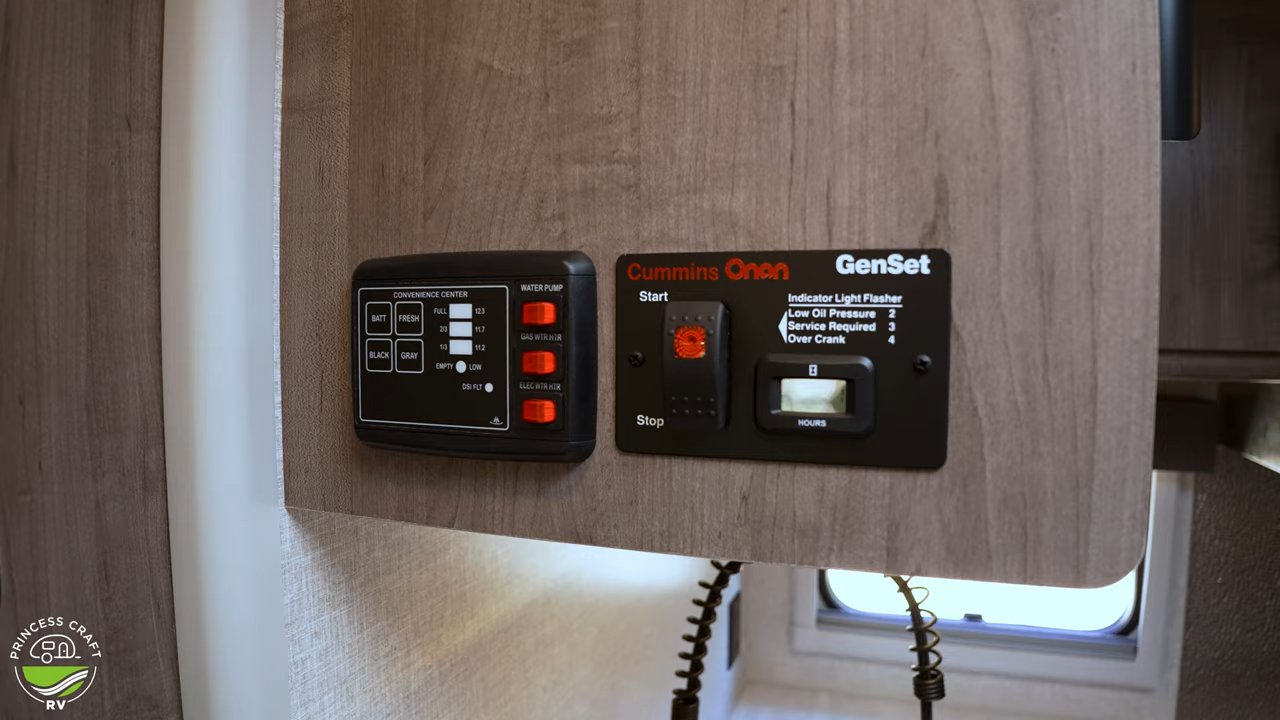 CONVENIENCE CENTER
BATT FRESH
BLACK GRAY
FULL 12.3
2/3 11.7
1/3 11.2
EMPTY LOW
DSI FLT
WATER PUMP
GAS WTR HTR
ELEC WTR HTR
Cummins Onan GenSet
Start
Stop
Indicator Light Flasher
Low Oil Pressure 2
Service Required 3
Over Crank 4
HOURS
PRINCESS CRAFT
RV